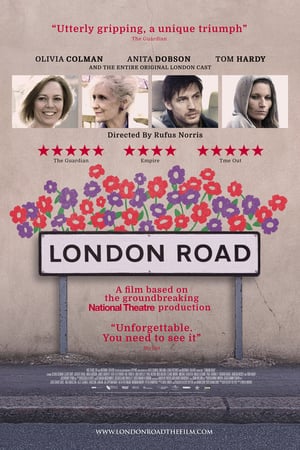 "Utterly gripping, a unique triumph"
The Guardian
OLIVIA COLMAN ANITA DOBSON TOM HARDY
AND THE ENTIRE ORIGINAL LONDON CAST
Directed By Rufus Norris
The Guardian Empire Time Out
LONDON ROAD
A film based on
the groundbreaking
National Theatre production
"Unforgettable.
You need to see it"
WWW.LONDONROADTHEFILM.COM